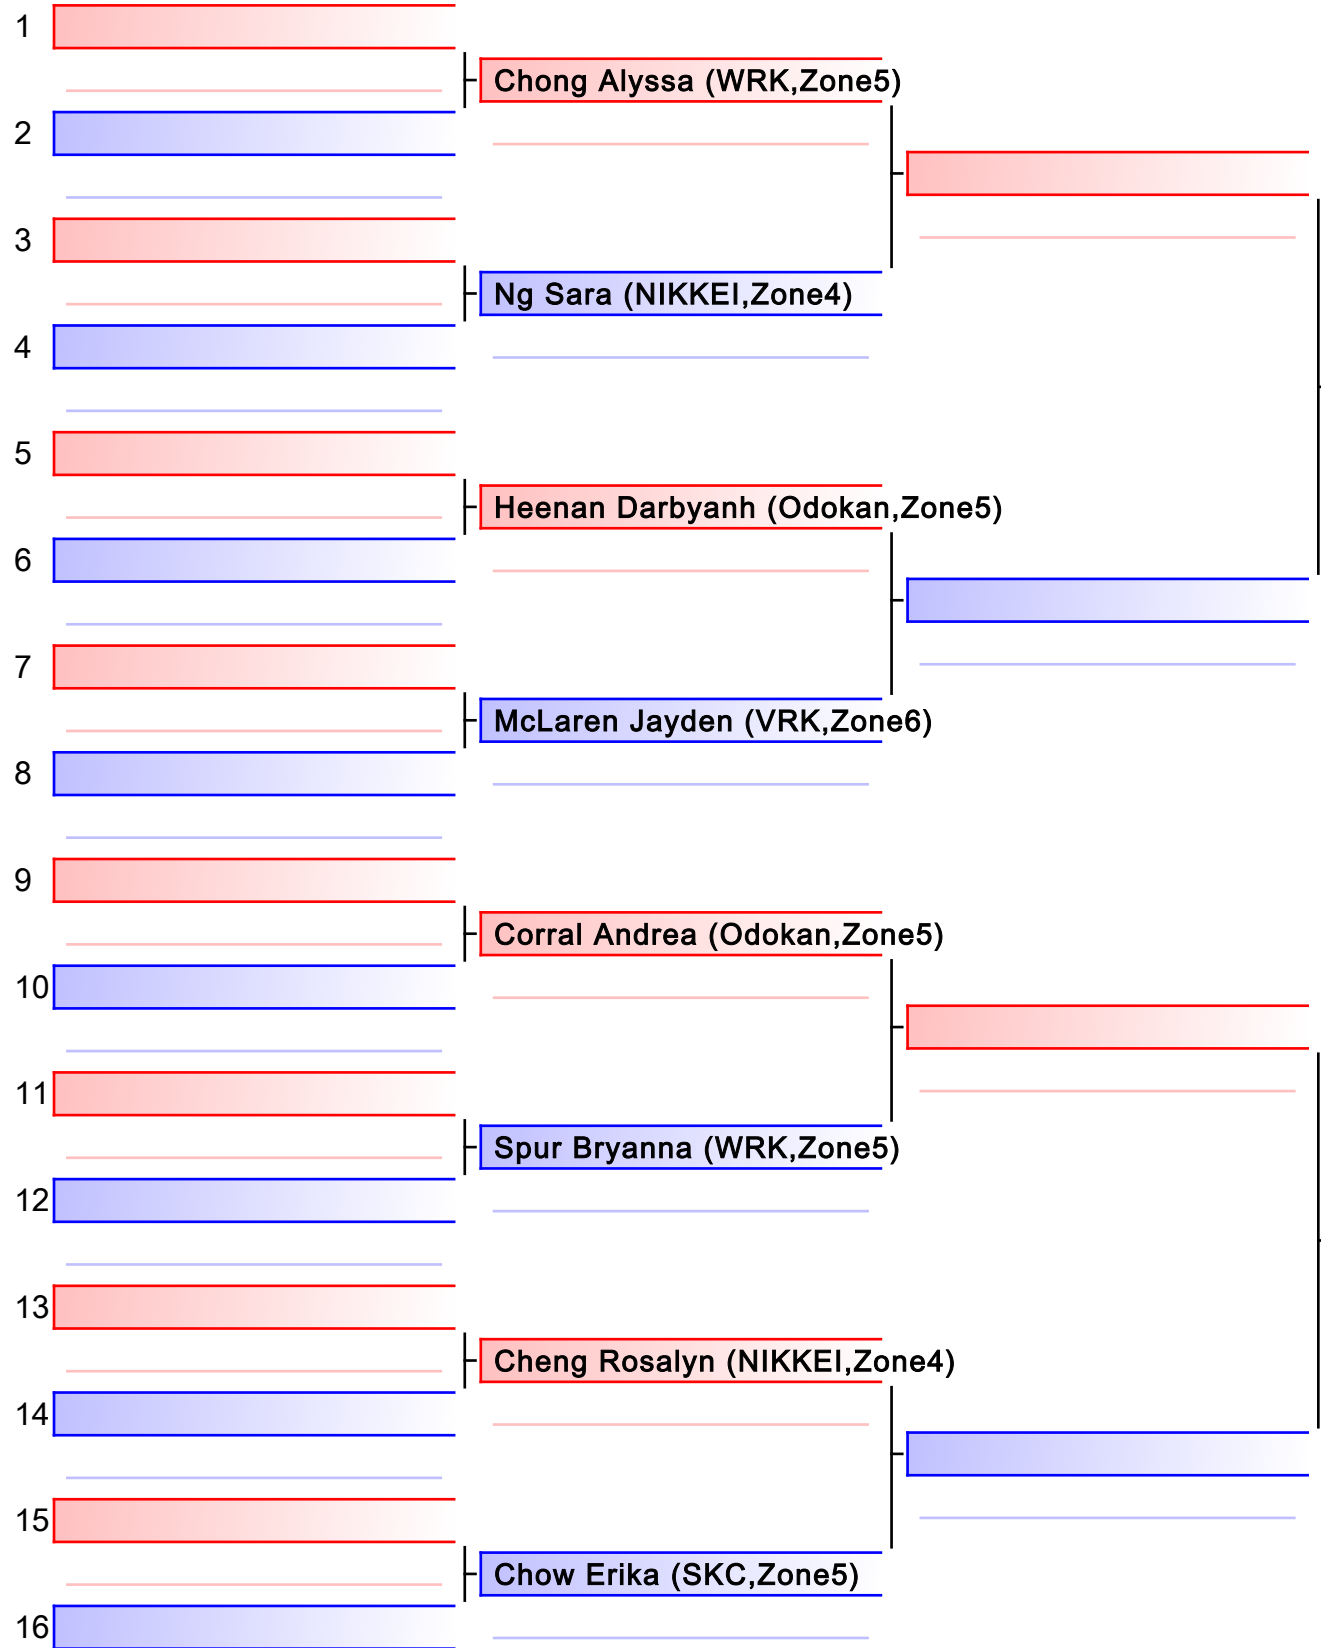 1
Chong Alyssa (WRK,Zone5)
2
3
Ng Sara (NIKKEI,Zone4)
4
5
Heenan Darbyanh (Odokan,Zone5)
6
7
McLaren Jayden (VRK,Zone6)
8
9
Corral Andrea (Odokan,Zone5)
10
11
Spur Bryanna (WRK,Zone5)
12
13
Cheng Rosalyn (NIKKEI,Zone4)
14
15
Chow Erika (SKC,Zone5)
16